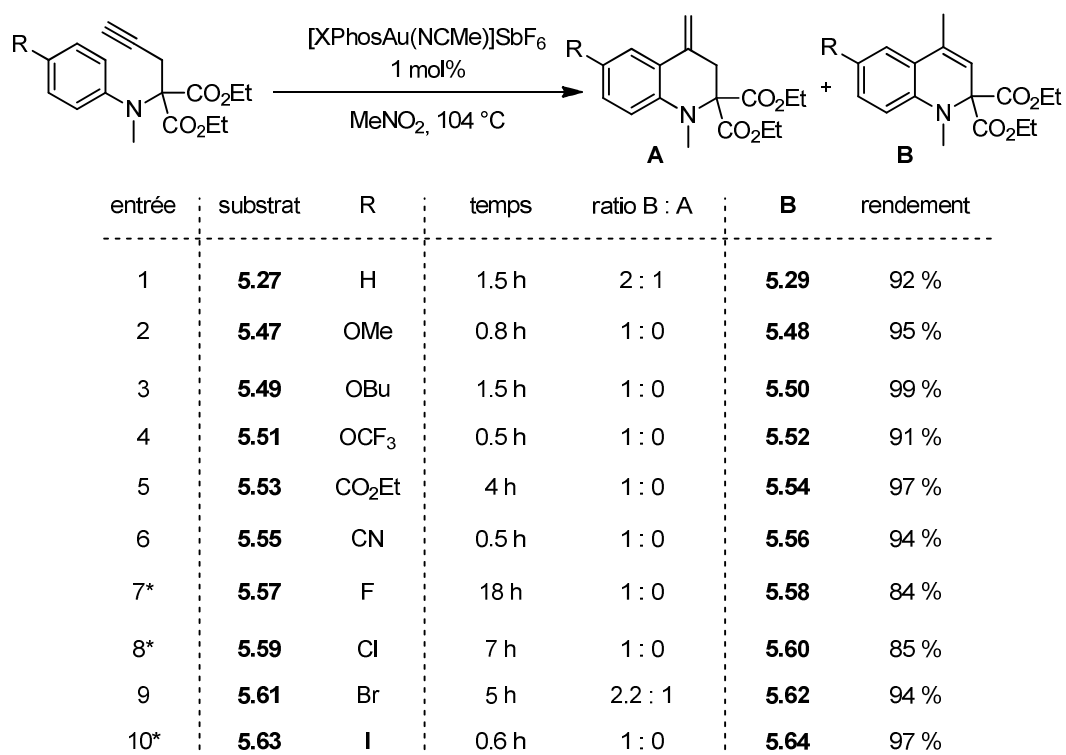 [XPhosAu(NCMe)]SbF6
1 mol%
MeNO2, 104 °C
R
N
CO2Et
CO2Et
R
N
CO2Et
CO2Et
A
+
R
N
CO2Et
CO2Et
B
entrée substrat R temps ratio B : A B rendement
1 5.27 H 1.5 h 2 : 1 5.29 92 %
2 5.47 OMe 0.8 h 1 : 0 5.48 95 %
3 5.49 OBu 1.5 h 1 : 0 5.50 99 %
4 5.51 OCF3 0.5 h 1 : 0 5.52 91 %
5 5.53 CO2Et 4 h 1 : 0 5.54 97 %
6 5.55 CN 0.5 h 1 : 0 5.56 94 %
7* 5.57 F 18 h 1 : 0 5.58 84 %
8* 5.59 Cl 7 h 1 : 0 5.60 85 %
9 5.61 Br 5 h 2.2 : 1 5.62 94 %
10* 5.63 I 0.6 h 1 : 0 5.64 97 %